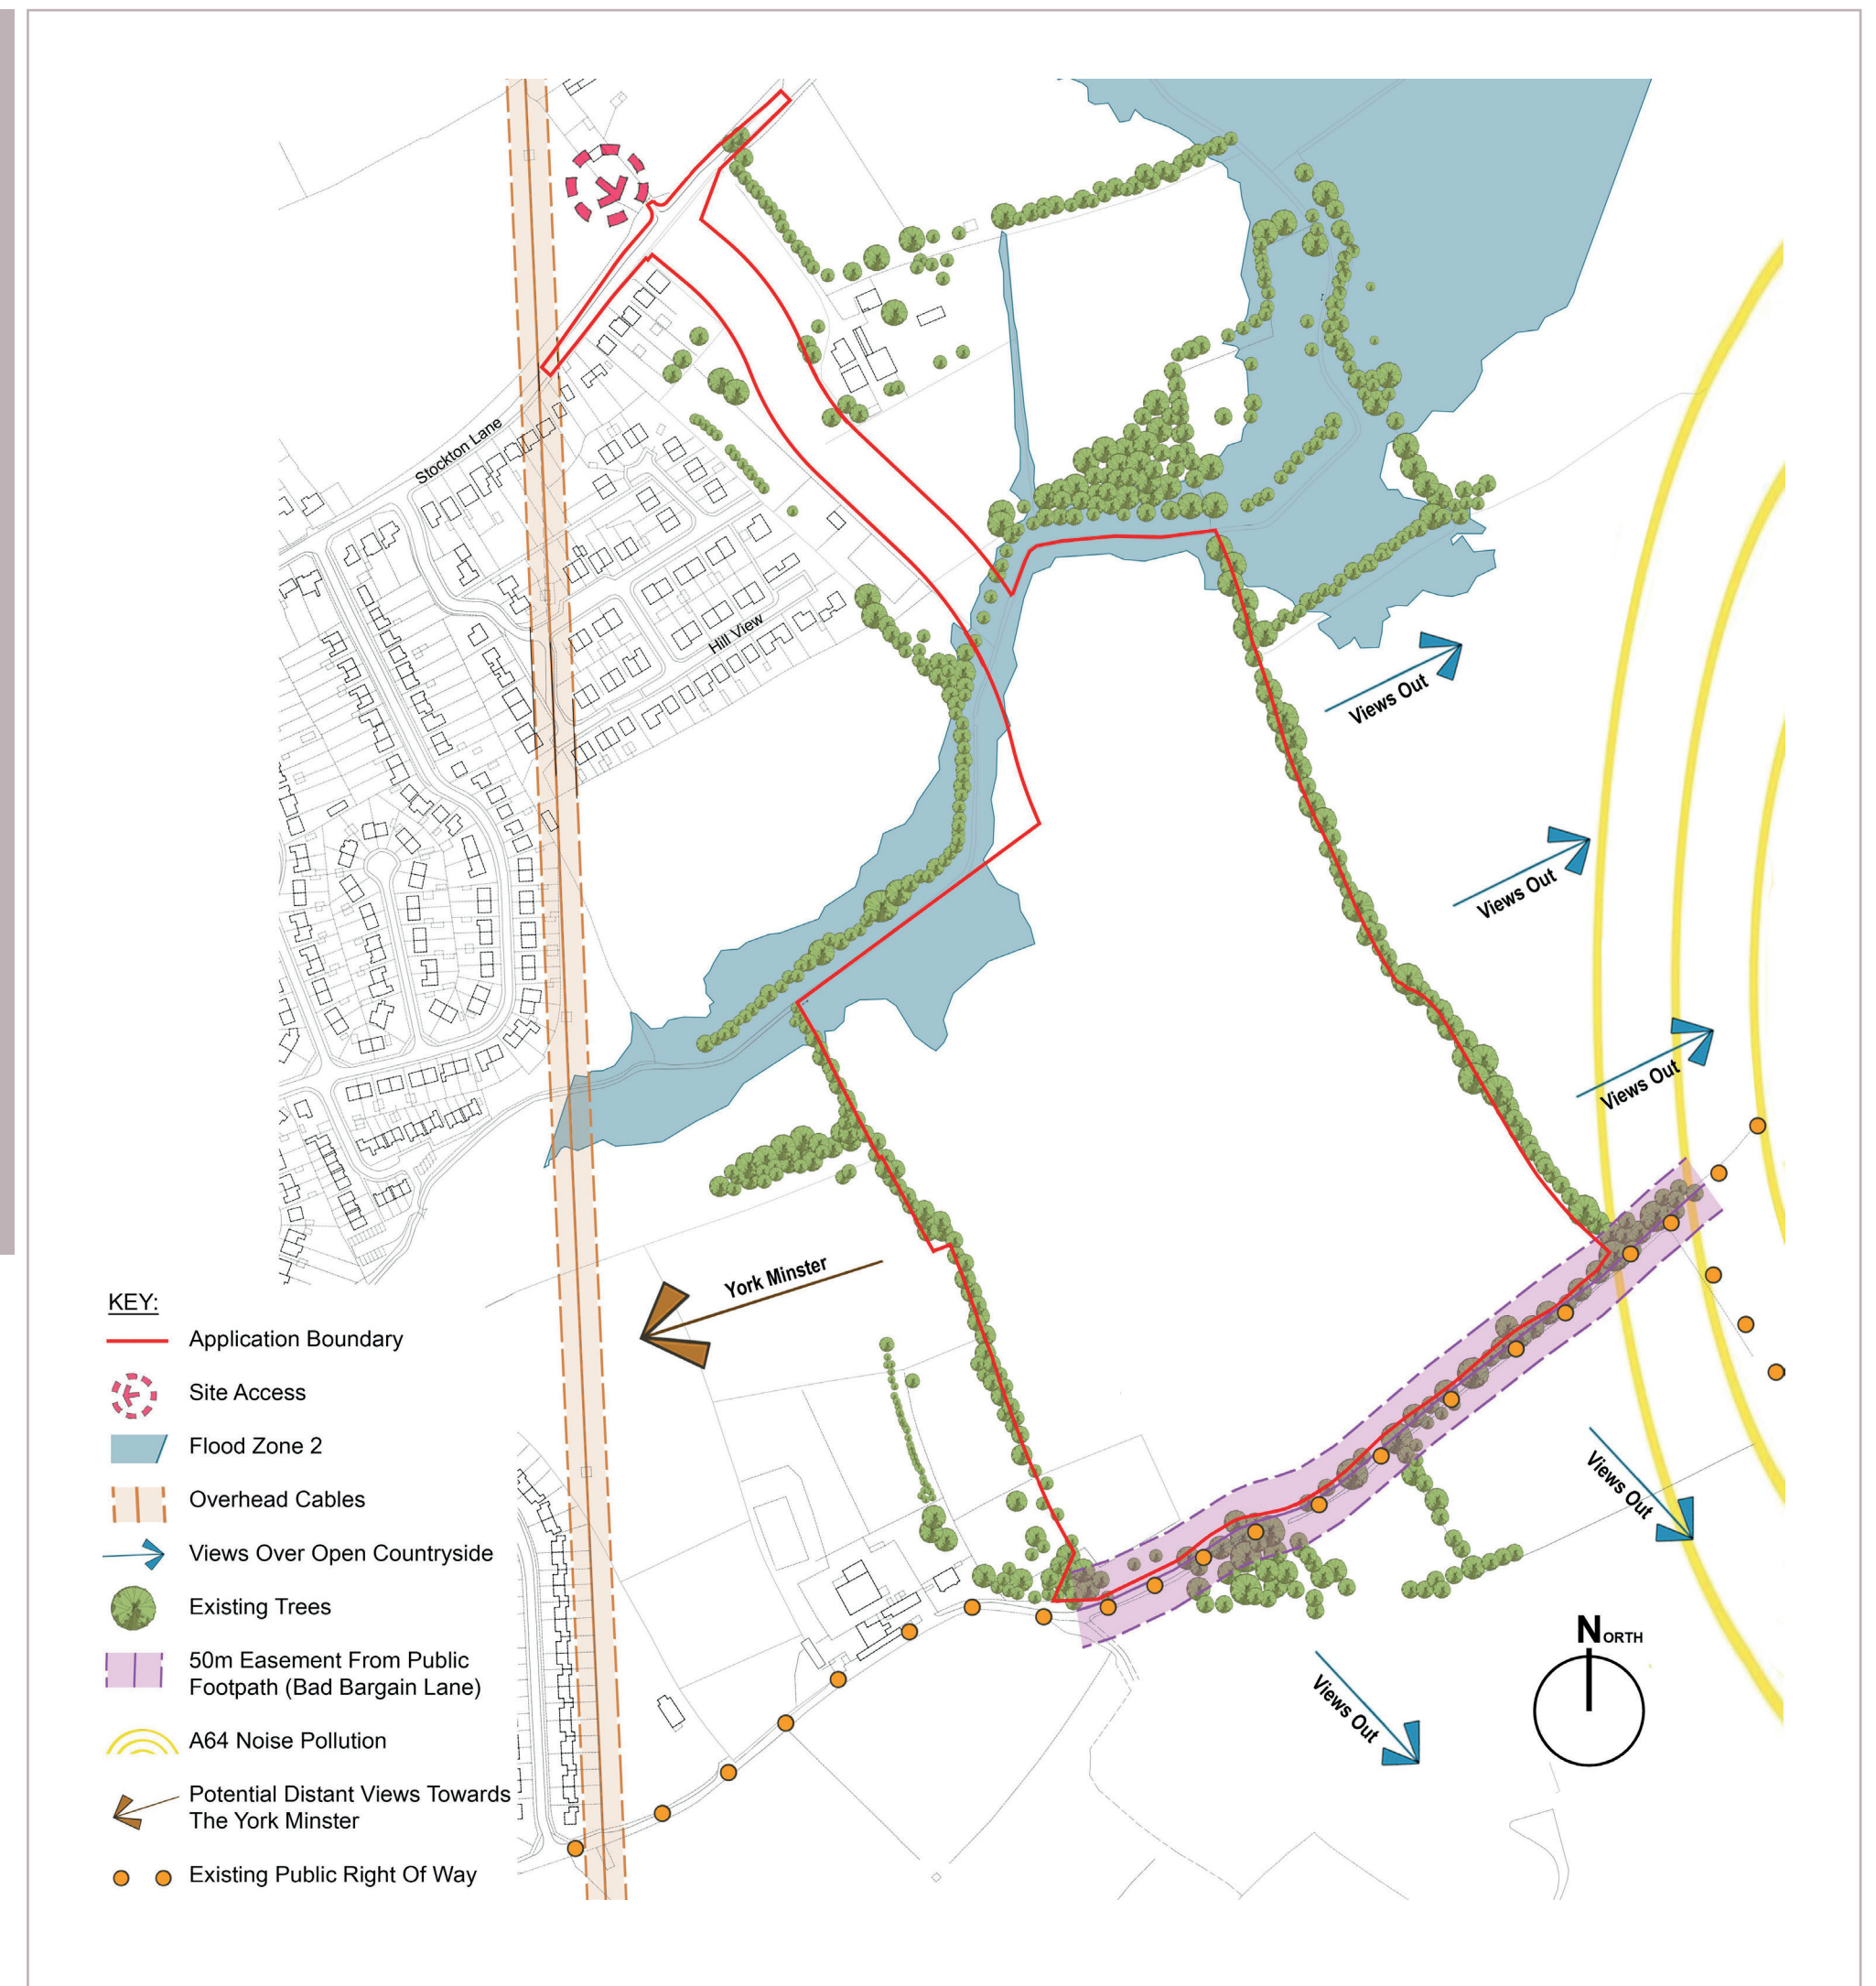 Stockton Lane
Hill View
Views Out
Views Out
Views Out
York Minster
Views Out
Views Out
NORTH
KEY:
Application Boundary
Site Access
Flood Zone 2
Overhead Cables
Views Over Open Countryside
Existing Trees
50m Easement From Public
Footpath (Bad Bargain Lane)
A64 Noise Pollution
Potential Distant Views Towards
The York Minster
Existing Public Right Of Way